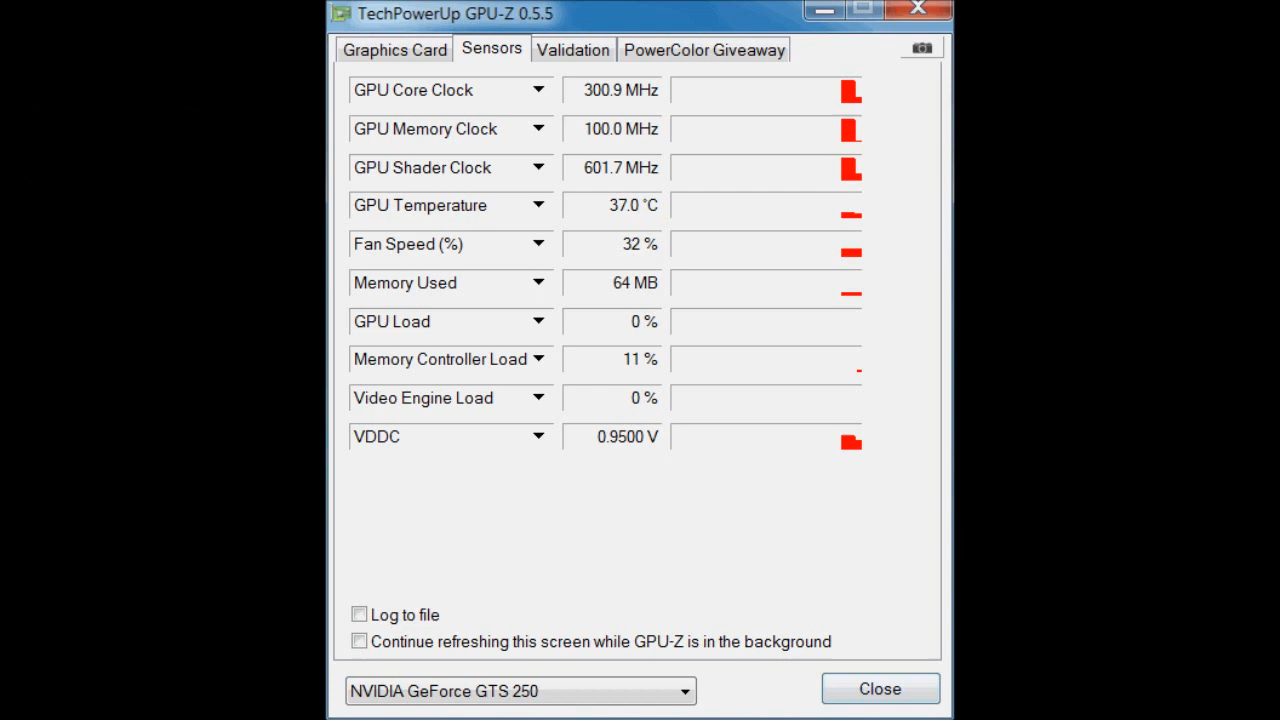 TechPowerUp GPU-Z 0.5.5
Graphics Card Sensors Validation PowerColor Giveaway
GPU Core Clock 300.9 MHz
GPU Memory Clock 100.0 MHz
GPU Shader Clock 601.7 MHz
GPU Temperature 37.0 °C
Fan Speed (%) 32 %
Memory Used 64 MB
GPU Load 0 %
Memory Controller Load 11 %
Video Engine Load 0 %
VDDC 0.9500 V
Log to file
Continue refreshing this screen while GPU-Z is in the background
NVIDIA GeForce GTS 250 Close